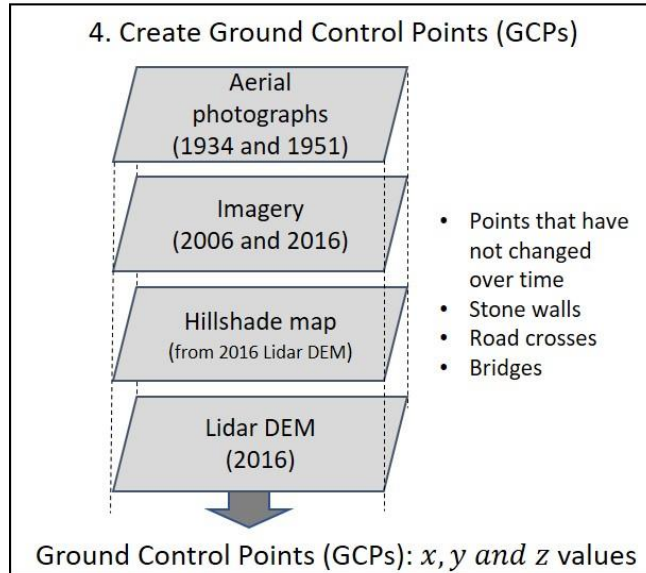 4. Create Ground Control Points (GCPs)
Aerial
photographs
(1934 and 1951)
Imagery
(2006 and 2016)
Hillshade map
(from 2016 Lidar DEM)
Lidar DEM
(2016)
• Points that have
not changed
over time
• Stone walls
• Road crosses
• Bridges
Ground Control Points (GCPs): x, y and z values